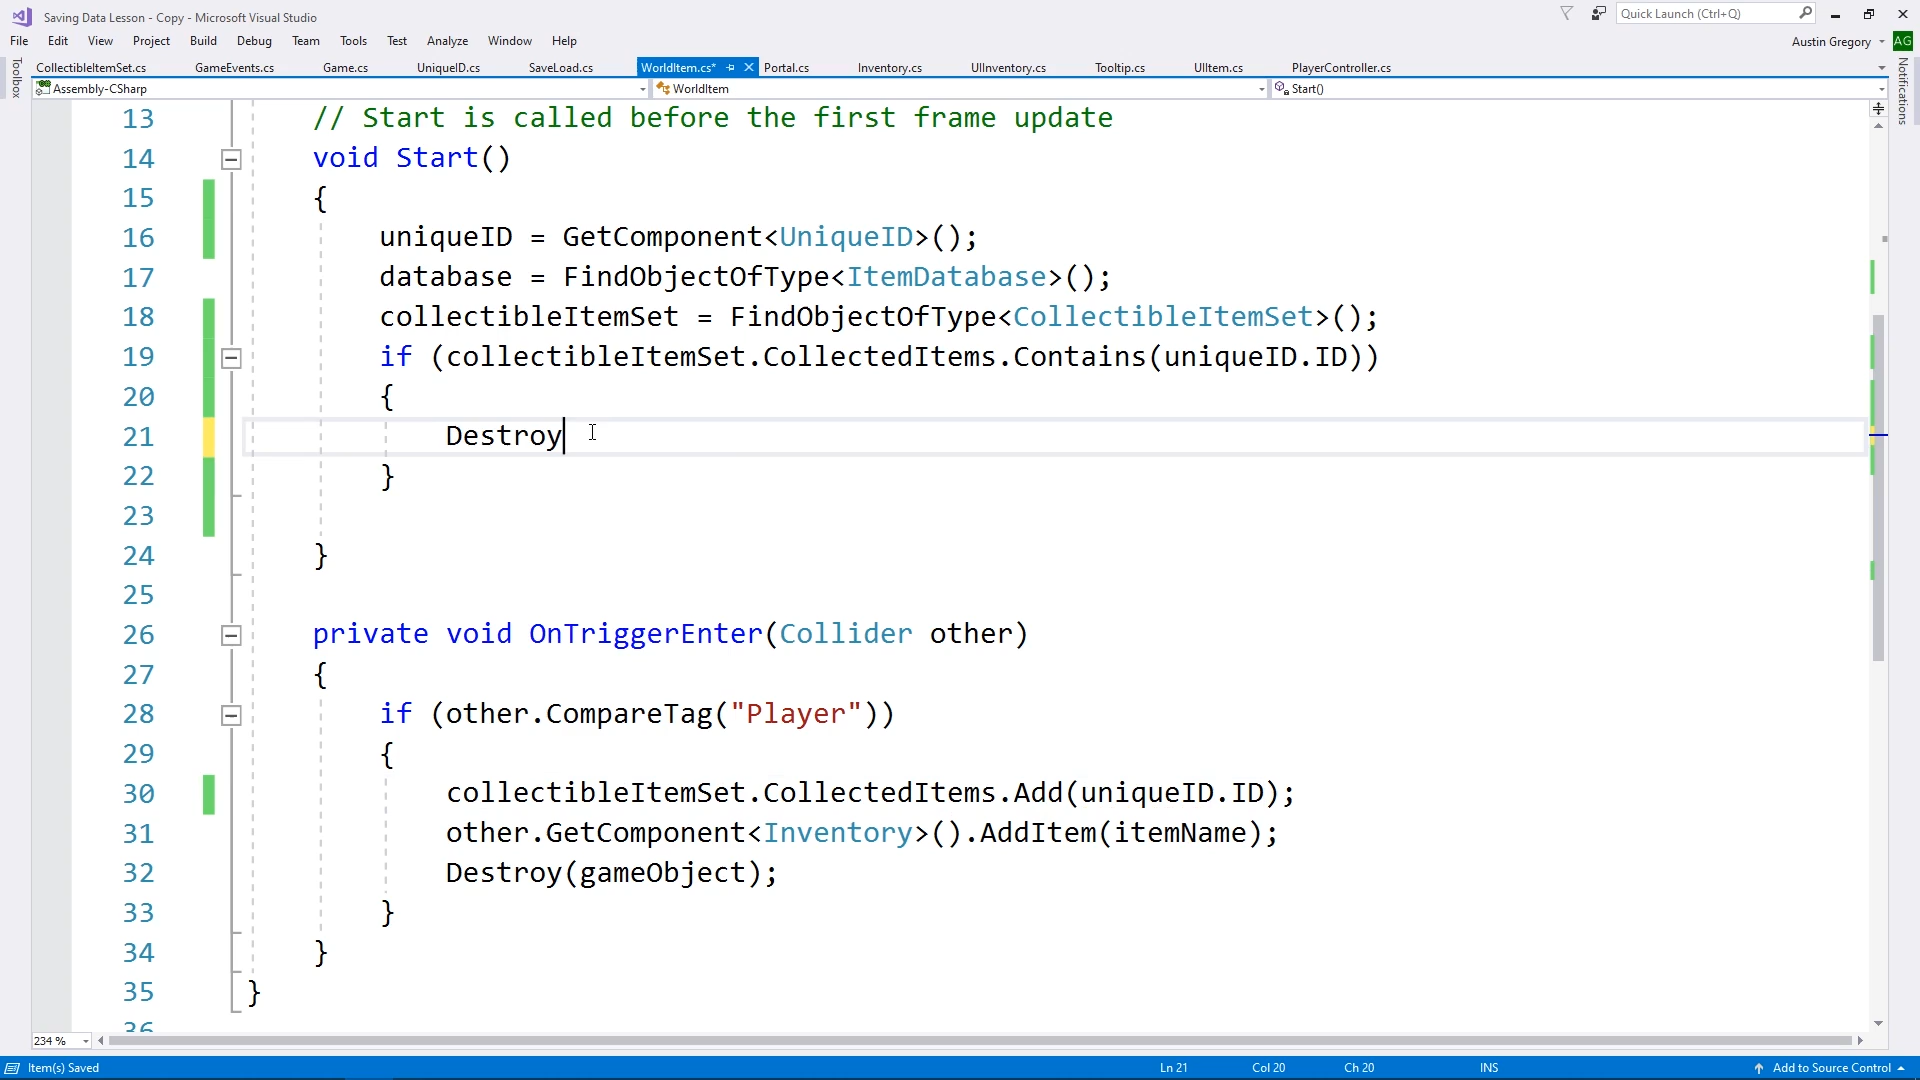 Saving Data Lesson - Copy - Microsoft Visual Studio
Quick Launch (Ctrl+Q)
File Edit View Project Build Debug Team Tools Test Analyze Window Help
Austin Gregory AG
Toolbox
CollectibleItemSet.cs GameEvents.cs Game.cs UniqueID.cs SaveLoad.cs WorldItem.cs* Portal.cs Inventory.cs UIInventory.cs Tooltip.cs UIItem.cs PlayerController.cs
Notifications
Assembly-CSharp WorldItem Start()
13 // Start is called before the first frame update
14 void Start()
15 {
16 uniqueID = GetComponent<UniqueID>();
17 database = FindObjectOfType<ItemDatabase>();
18 collectibleItemSet = FindObjectOfType<CollectibleItemSet>();
19 if (collectibleItemSet.CollectedItems.Contains(uniqueID.ID))
20 {
21 Destroy
22 }
23
24 }
25
26 private void OnTriggerEnter(Collider other)
27 {
28 if (other.CompareTag("Player"))
29 {
30 collectibleItemSet.CollectedItems.Add(uniqueID.ID);
31 other.GetComponent<Inventory>().AddItem(itemName);
32 Destroy(gameObject);
33 }
34 }
35 }
36
234 %
Item(s) Saved Ln 21 Col 20 Ch 20 INS Add to Source Control